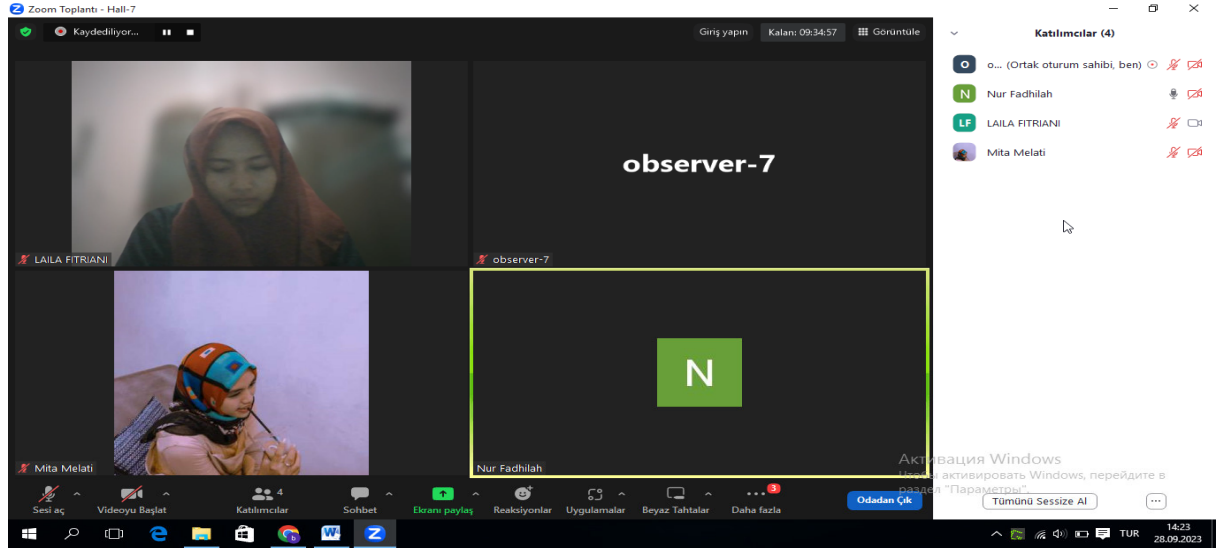 Zoom Toplantı - Hall-7
Kaydediliyor...
Giriş yapın
Kalan: 09:34:57
Görüntüle
LAILA FITRIANI
observer-7
observer-7
Mita Melati
N
Nur Fadhilah
Katılımcılar (4)
O o... (Ortak oturum sahibi, ben)
N Nur Fadhilah
LF LAILA FITRIANI
Mita Melati
Активация Windows
Чтобы активировать Windows, перейдите в
раздел "Параметры".
Tümünü Sessize Al
Sesi aç
Videoyu Başlat
4
Katılımcılar
Sohbet
Ekranı paylaş
Reaksiyonlar
Uygulamalar
Beyaz Tahtalar
3
Daha fazla
Odadan Çık
TUR
14:23
28.09.2023